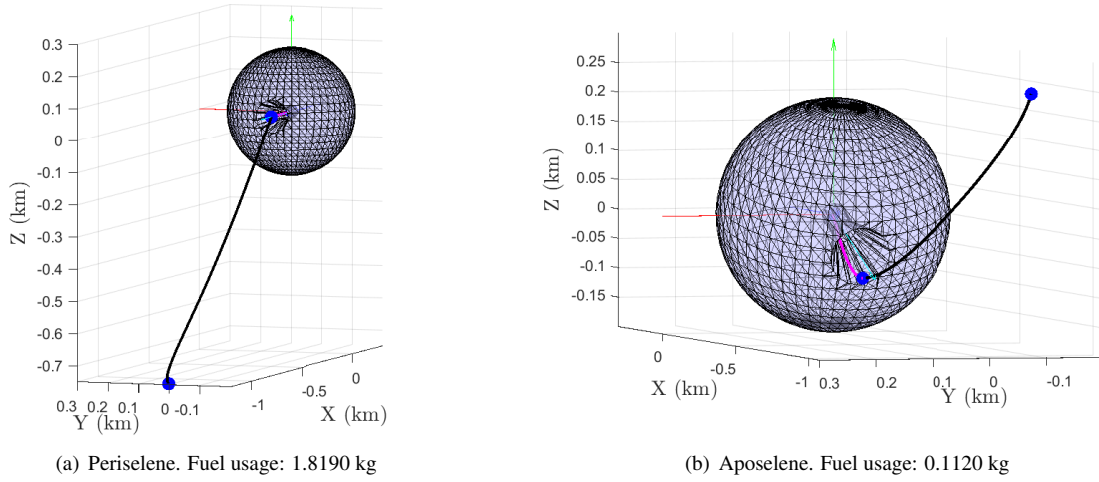 0.3
0.2
0.1
0
-0.1
-0.2
-0.3
-0.4
-0.5
-0.6
-0.7
Z (km)
0.3 0.2 0.1 0 -0.1
Y (km)
-1 -0.5 0
X (km)
(a) Periselene. Fuel usage: 1.8190 kg
0.25
0.2
0.15
0.1
0.05
0
-0.05
-0.1
-0.15
Z (km)
0 -0.5 -1
X (km)
0.3 0.2 0.1 0 -0.1
Y (km)
(b) Aposelene. Fuel usage: 0.1120 kg